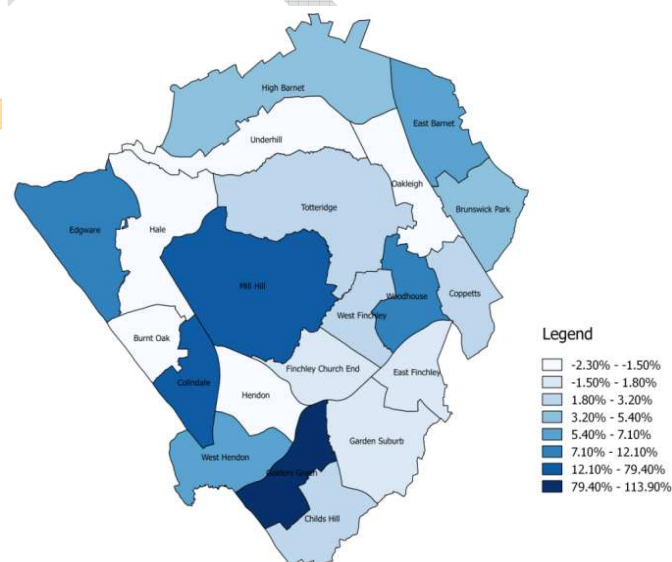 High Barnet
East Barnet
Underhill
Oakleigh
Totteridge
Brunswick Park
Edgware
Hale
Mill Hill
Woodhouse
Coppetts
West Finchley
Burnt Oak
Finchley Church End
East Finchley
Colindale
Hendon
Garden Suburb
West Hendon
Golders Green
Childs Hill
Legend
-2.30% - -1.50%
-1.50% - 1.80%
1.80% - 3.20%
3.20% - 5.40%
5.40% - 7.10%
7.10% - 12.10%
12.10% - 79.40%
79.40% - 113.90%